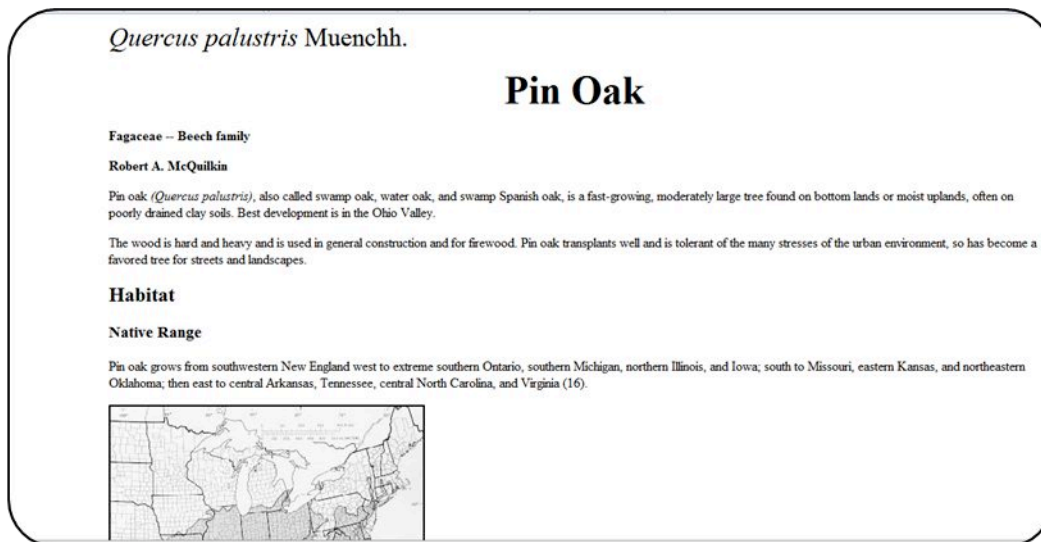 Quercus palustris Muenchh.
Pin Oak
Fagaceae -- Beech family
Robert A. McQuilkin
Pin oak (Quercus palustris), also called swamp oak, water oak, and swamp Spanish oak, is a fast-growing, moderately large tree found on bottom lands or moist uplands, often on
poorly drained clay soils. Best development is in the Ohio Valley.
The wood is hard and heavy and is used in general construction and for firewood. Pin oak transplants well and is tolerant of the many stresses of the urban environment, so has become a
favored tree for streets and landscapes.
Habitat
Native Range
Pin oak grows from southwestern New England west to extreme southern Ontario, southern Michigan, northern Illinois, and Iowa; south to Missouri, eastern Kansas, and northeastern
Oklahoma; then east to central Arkansas, Tennessee, central North Carolina, and Virginia (16).